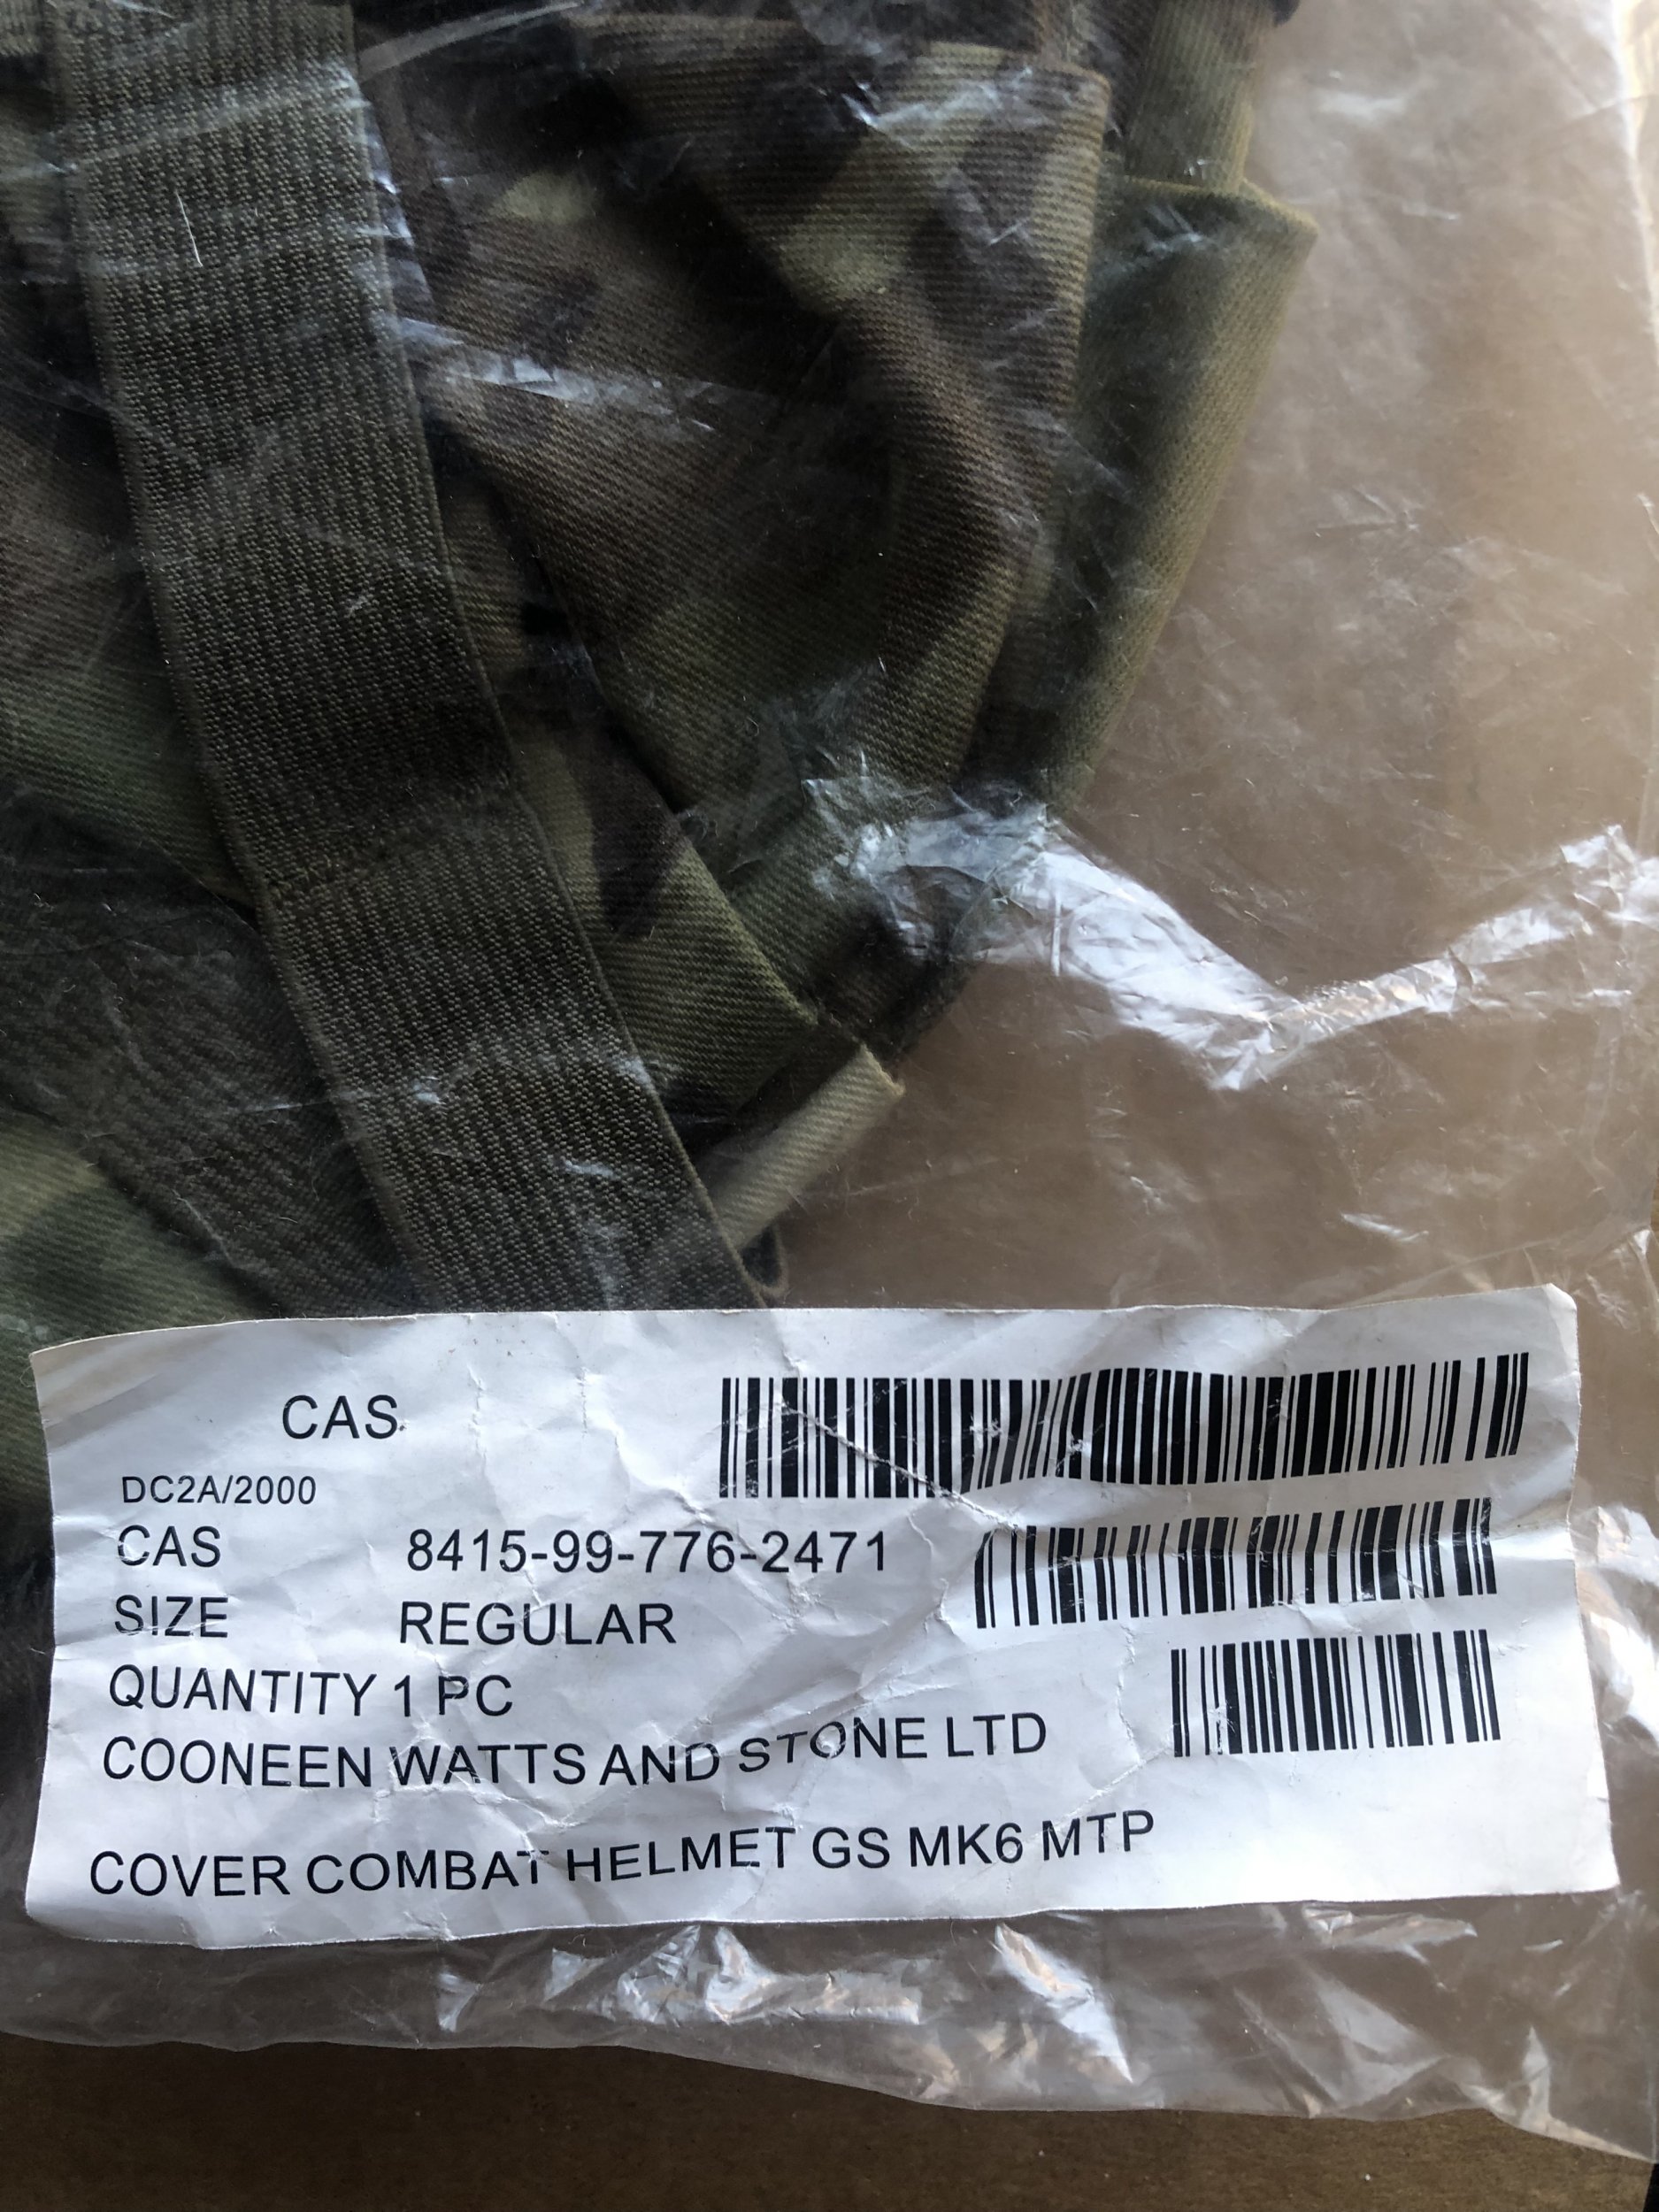 CAS
DC2A/2000
CAS 8415-99-776-2471
SIZE REGULAR
QUANTITY 1 PC
COONEEN WATTS AND STONE LTD
COVER COMBAT HELMET GS MK6 MTP